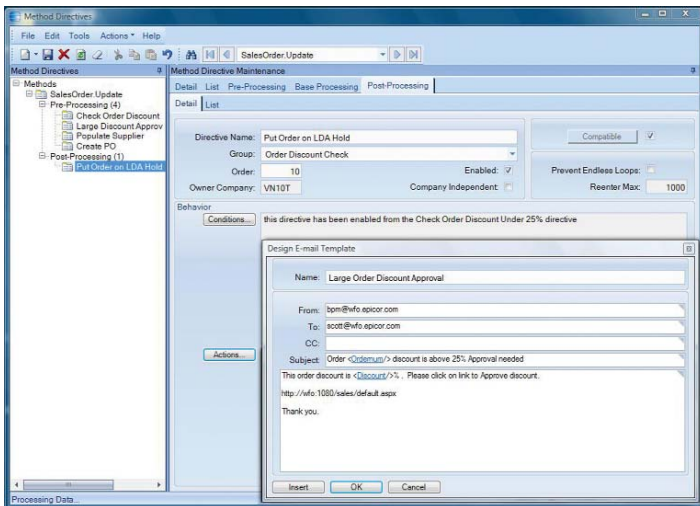 Method Directives
File Edit Tools Actions Help
SalesOrder.Update
Method Directives
Methods
SalesOrder.Update
Pre-Processing (4)
Check Order Discount
Large Discount Approv
Populate Supplier
Create PO
Post-Processing (1)
Put Order on LDA Hold
Method Directive Maintenance
Detail List Pre-Processing Base Processing Post-Processing
Detail List
Directive Name: Put Order on LDA Hold
Compatible
Group: Order Discount Check
Order: 10 Enabled: Prevent Endless Loops:
Owner Company: VN10T Company Independent: Reenter Max: 1000
Behavior
Conditions... this directive has been enabled from the Check Order Discount Under 25% directive
Actions...
Design E-mail Template
Name: Large Order Discount Approval
From: bpm@wfo.epicor.com
To: scott@wfo.epicor.com
CC:
Subject: Order <Ordernum/> discount is above 25% Approval needed
This order discount is <Discount/>% . Please click on link to Approve discount.
http://wfo:1080/sales/default.aspx
Thank you.
Insert OK Cancel
Processing Data...